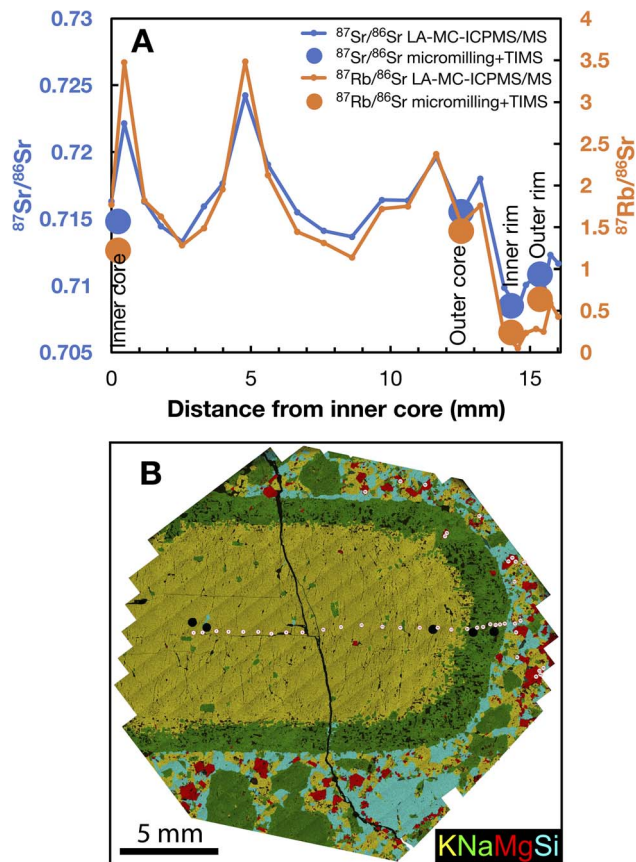 A
⁸⁷Sr/⁸⁶Sr LA-MC-ICPMS/MS
⁸⁷Sr/⁸⁶Sr micromilling+TIMS
⁸⁷Rb/⁸⁶Sr LA-MC-ICPMS/MS
⁸⁷Rb/⁸⁶Sr micromilling+TIMS
⁸⁷Sr/⁸⁶Sr
0.73
0.725
0.72
0.715
0.71
0.705
⁸⁷Rb/⁸⁶Sr
4
3.5
3
2.5
2
1.5
1
0.5
0
Inner core
Outer core
Inner rim
Outer rim
0 5 10 15
Distance from inner core (mm)
B
5 mm
KNaMgSi